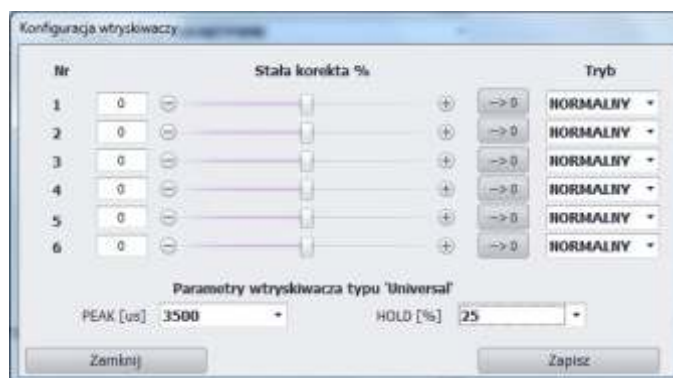 Konfiguracja wtryskiwaczy
Nr Stała korekta % Tryb
1 0 --> 0 NORMALNY
2 0 --> 0 NORMALNY
3 0 --> 0 NORMALNY
4 0 --> 0 NORMALNY
5 0 --> 0 NORMALNY
6 0 --> 0 NORMALNY
Parametry wtryskiwacza typu 'Universal'
PEAK [us] 3500 HOLD [%] 25
Zamknij Zapisz